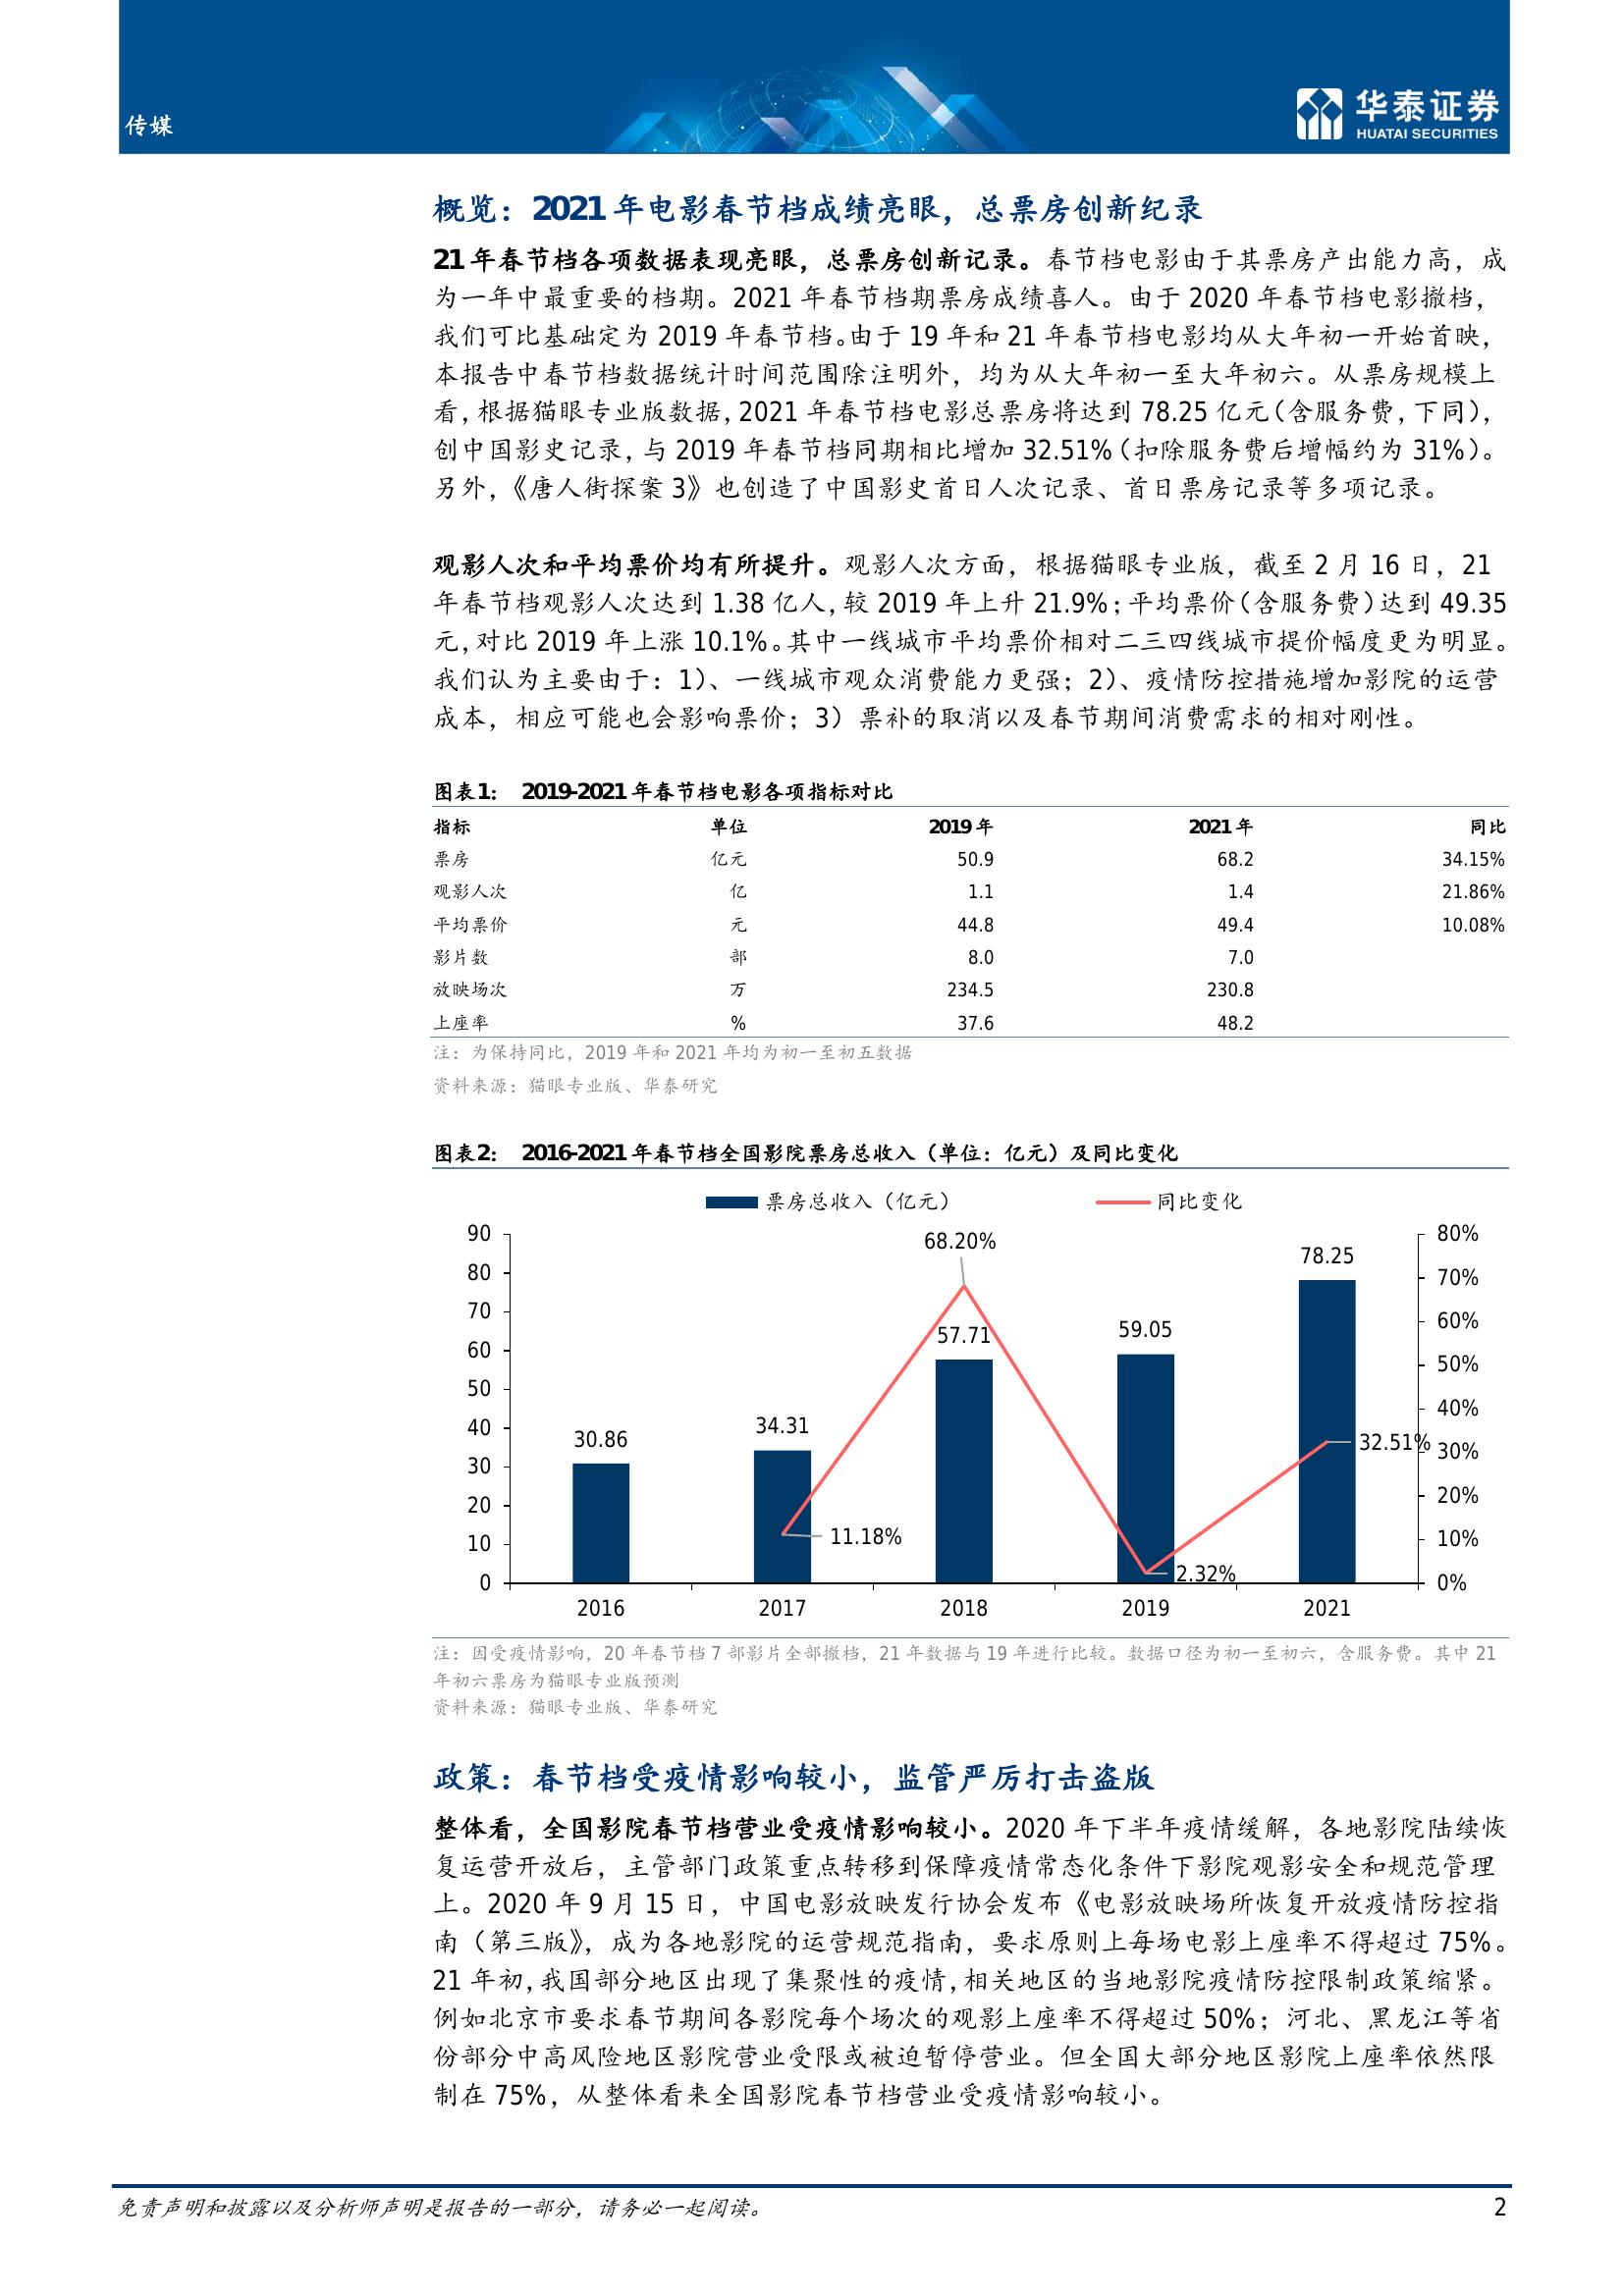 传媒
华泰证券
HUATAI SECURITIES
概览：2021 年电影春节档成绩亮眼，总票房创新纪录
21 年春节档各项数据表现亮眼，总票房创新记录。春节档电影由于其票房产出能力高，成
为一年中最重要的档期。2021 年春节档期票房成绩喜人。由于 2020 年春节档电影撤档，
我们可比基础定为 2019 年春节档。由于 19 年和 21 年春节档电影均从大年初一开始首映，
本报告中春节档数据统计时间范围除注明外，均为从大年初一至大年初六。从票房规模上
看，根据猫眼专业版数据，2021 年春节档电影总票房将达到 78.25 亿元（含服务费，下同），
创中国影史记录，与 2019 年春节档同期相比增加 32.51%（扣除服务费后增幅约为 31%）。
另外，《唐人街探案 3》也创造了中国影史首日人次记录、首日票房记录等多项记录。
观影人次和平均票价均有所提升。观影人次方面，根据猫眼专业版，截至 2 月 16 日，21
年春节档观影人次达到 1.38 亿人，较 2019 年上升 21.9%；平均票价（含服务费）达到 49.35
元，对比 2019 年上涨 10.1%。其中一线城市平均票价相对二三四线城市提价幅度更为明显。
我们认为主要由于：1）、一线城市观众消费能力更强；2）、疫情防控措施增加影院的运营
成本，相应可能也会影响票价；3）票补的取消以及春节期间消费需求的相对刚性。
图表1： 2019-2021 年春节档电影各项指标对比
指标 单位 2019 年 2021 年 同比
票房 亿元 50.9 68.2 34.15%
观影人次 亿 1.1 1.4 21.86%
平均票价 元 44.8 49.4 10.08%
影片数 部 8.0 7.0
放映场次 万 234.5 230.8
上座率 % 37.6 48.2
注：为保持同比，2019 年和 2021 年均为初一至初五数据
资料来源：猫眼专业版、华泰研究
图表2： 2016-2021 年春节档全国影院票房总收入（单位：亿元）及同比变化
票房总收入（亿元） 同比变化
90 68.20% 80%
80 78.25 70%
70 57.71 59.05 60%
60 50%
50 40%
40 30.86 34.31 32.51% 30%
30 20%
20 11.18% 10%
10 2.32%
0 0%
2016 2017 2018 2019 2021
注：因受疫情影响，20 年春节档 7 部影片全部撤档，21 年数据与 19 年进行比较。数据口径为初一至初六，含服务费。其中 21
年初六票房为猫眼专业版预测
资料来源：猫眼专业版、华泰研究
政策：春节档受疫情影响较小，监管严厉打击盗版
整体看，全国影院春节档营业受疫情影响较小。2020 年下半年疫情缓解，各地影院陆续恢
复运营开放后，主管部门政策重点转移到保障疫情常态化条件下影院观影安全和规范管理
上。2020 年 9 月 15 日，中国电影放映发行协会发布《电影放映场所恢复开放疫情防控指
南（第三版》，成为各地影院的运营规范指南，要求原则上每场电影上座率不得超过 75%。
21 年初，我国部分地区出现了集聚性的疫情，相关地区的当地影院疫情防控限制政策缩紧。
例如北京市要求春节期间各影院每个场次的观影上座率不得超过 50%；河北、黑龙江等省
份部分中高风险地区影院营业受限或被迫暂停营业。但全国大部分地区影院上座率依然限
制在 75%，从整体看来全国影院春节档营业受疫情影响较小。
免责声明和披露以及分析师声明是报告的一部分，请务必一起阅读。 2